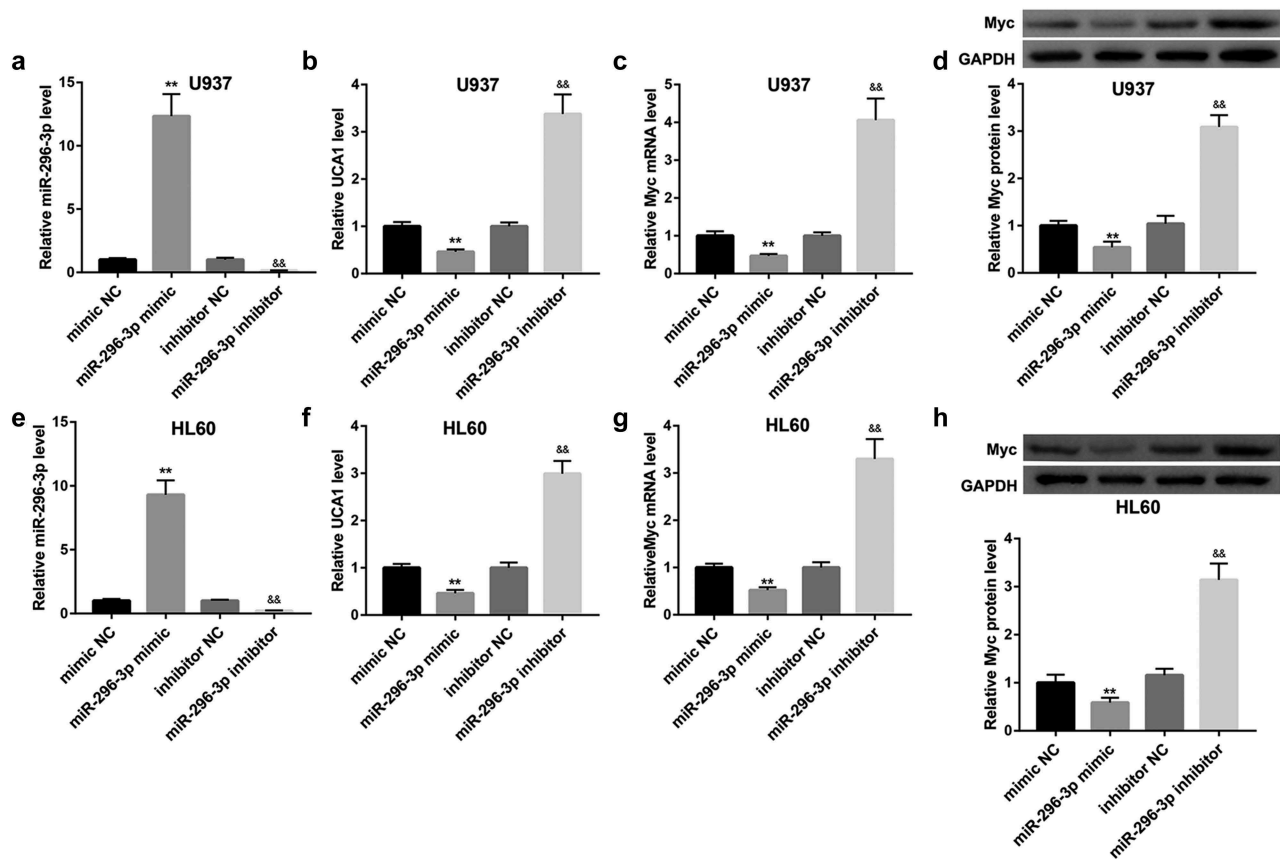 a
U937
Relative miR-296-3p level
15
10
5
0
**
&&
mimic NC
miR-296-3p mimic
inhibitor NC
miR-296-3p inhibitor
b
U937
Relative UCA1 level
4
3
2
1
0
**
&&
mimic NC
miR-296-3p mimic
inhibitor NC
miR-296-3p inhibitor
c
U937
Relative Myc mRNA level
5
4
3
2
1
0
**
&&
mimic NC
miR-296-3p mimic
inhibitor NC
miR-296-3p inhibitor
Myc
GAPDH
d
U937
Relative Myc protein level
4
3
2
1
0
**
&&
mimic NC
miR-296-3p mimic
inhibitor NC
miR-296-3p inhibitor
e
HL60
Relative miR-296-3p level
15
10
5
0
**
&&
mimic NC
miR-296-3p mimic
inhibitor NC
miR-296-3p inhibitor
f
HL60
Relative UCA1 level
4
3
2
1
0
**
&&
mimic NC
miR-296-3p mimic
inhibitor NC
miR-296-3p inhibitor
g
HL60
RelativeMyc mRNA level
4
3
2
1
0
**
&&
mimic NC
miR-296-3p mimic
inhibitor NC
miR-296-3p inhibitor
h
Myc
GAPDH
HL60
Relative Myc protein level
4
3
2
1
0
**
&&
mimic NC
miR-296-3p mimic
inhibitor NC
miR-296-3p inhibitor